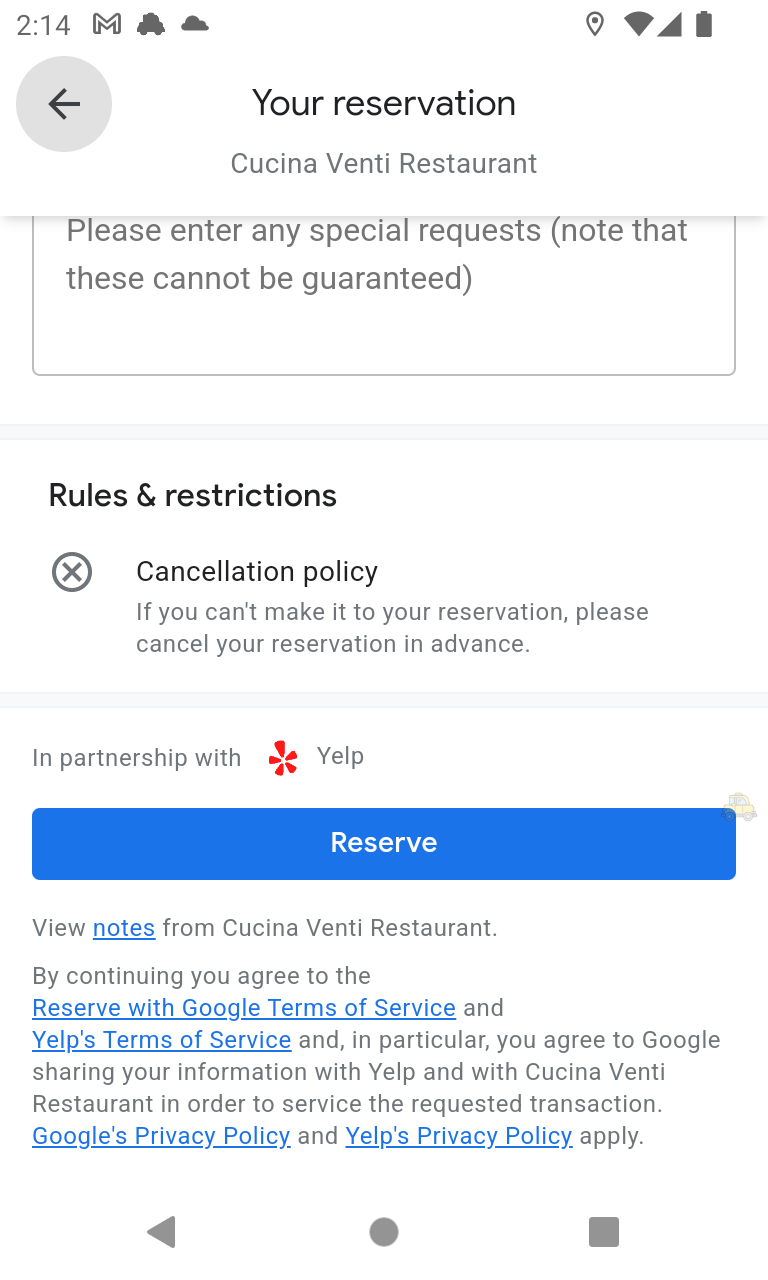 2:14
Your reservation
Cucina Venti Restaurant
Please enter any special requests (note that
these cannot be guaranteed)
Rules & restrictions
Cancellation policy
If you can't make it to your reservation, please
cancel your reservation in advance.
In partnership with Yelp
Reserve
View notes from Cucina Venti Restaurant.
By continuing you agree to the
Reserve with Google Terms of Service and
Yelp's Terms of Service and, in particular, you agree to Google
sharing your information with Yelp and with Cucina Venti
Restaurant in order to service the requested transaction.
Google's Privacy Policy and Yelp's Privacy Policy apply.